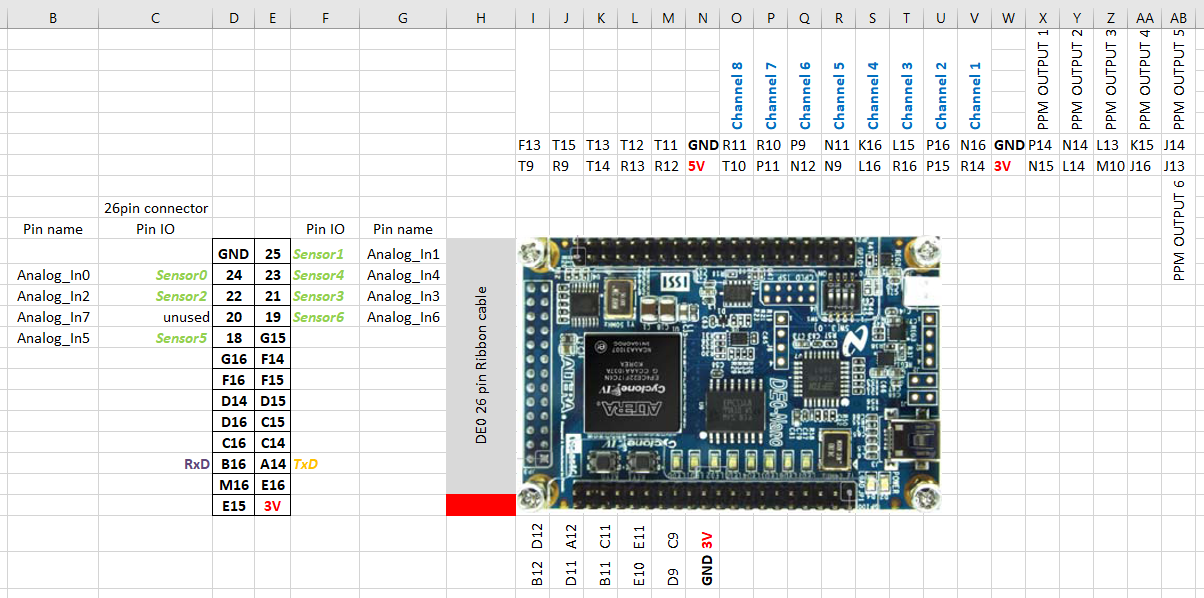 B C D E F G H I J K L M N O P Q R S T U V W X Y Z AA AB
Channel 8 Channel 7 Channel 6 Channel 5 Channel 4 Channel 3 Channel 2 Channel 1 PPM OUTPUT 1 PPM OUTPUT 2 PPM OUTPUT 3 PPM OUTPUT 4 PPM OUTPUT 5
F13 T15 T13 T12 T11 GND R11 R10 P9 N11 K16 L15 P16 N16 GND P14 N14 L13 K15 J14
T9 R9 T14 R13 R12 5V T10 P11 N12 N9 L16 R16 P15 R14 3V N15 L14 M10 J16 J13
PPM OUTPUT 6
26pin connector
Pin name Pin IO Pin IO Pin name
GND 25 Sensor1 Analog_In1
Analog_In0 Sensor0 24 23 Sensor4 Analog_In4
Analog_In2 Sensor2 22 21 Sensor3 Analog_In3
Analog_In7 unused 20 19 Sensor6 Analog_In6
Analog_In5 Sensor5 18 G15
G16 F14
F16 F15
D14 D15
D16 C15
C16 C14
RxD B16 A14 TxD
M16 E16
E15 3V
DE0 26 pin Ribbon cable
ISSI
ALTERA
Cyclone IV
DE0-Nano
D12 A12 C11 E11 C9 3V
B12 D11 B11 E10 D9 GND